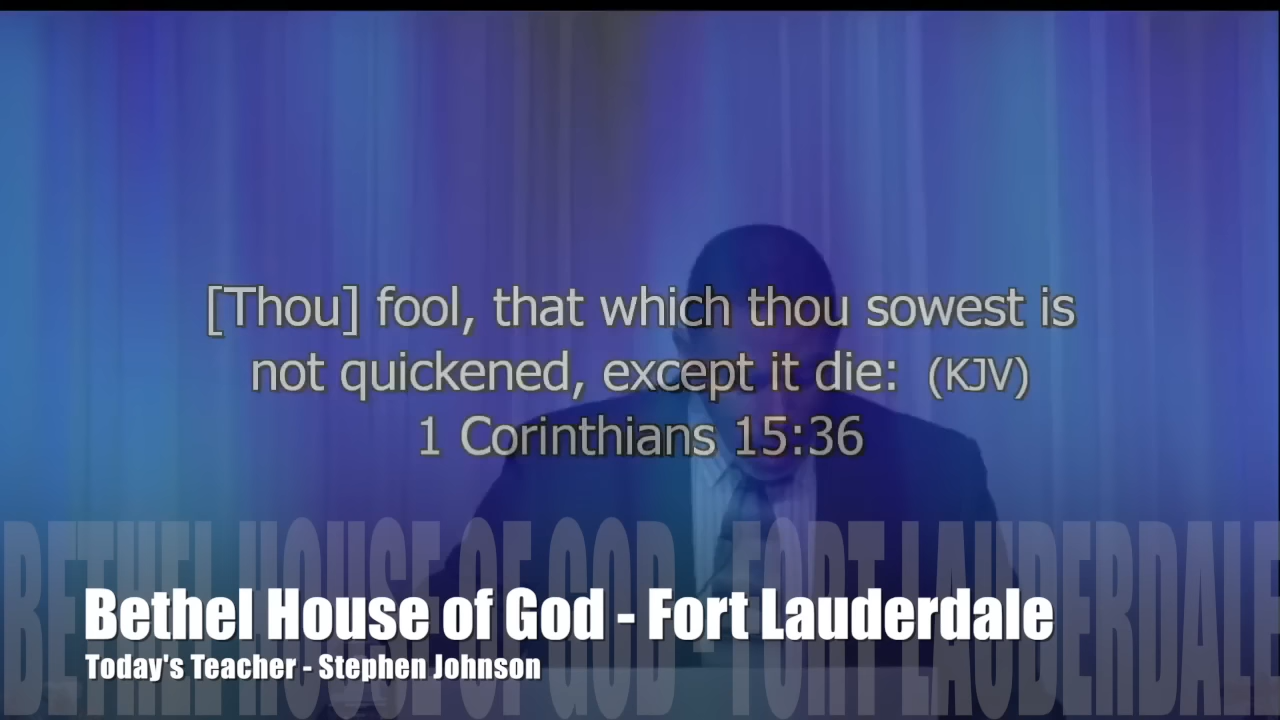 [Thou] fool, that which thou sowest is
not quickened, except it die: (KJV)
1 Corinthians 15:36
BETHEL HOUSE OF GOD - FORT LAUDERDALE
Bethel House of God - Fort Lauderdale
Today's Teacher - Stephen Johnson